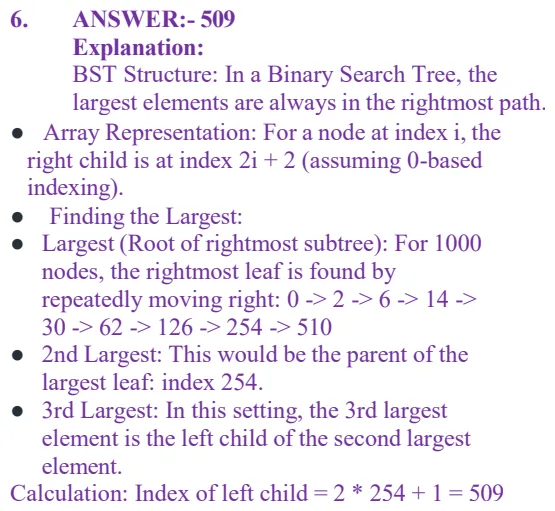 6. ANSWER:- 509
Explanation:
BST Structure: In a Binary Search Tree, the
largest elements are always in the rightmost path.
● Array Representation: For a node at index i, the
right child is at index 2i + 2 (assuming 0-based
indexing).
● Finding the Largest:
● Largest (Root of rightmost subtree): For 1000
nodes, the rightmost leaf is found by
repeatedly moving right: 0 -> 2 -> 6 -> 14 ->
30 -> 62 -> 126 -> 254 -> 510
● 2nd Largest: This would be the parent of the
largest leaf: index 254.
● 3rd Largest: In this setting, the 3rd largest
element is the left child of the second largest
element.
Calculation: Index of left child = 2 * 254 + 1 = 509